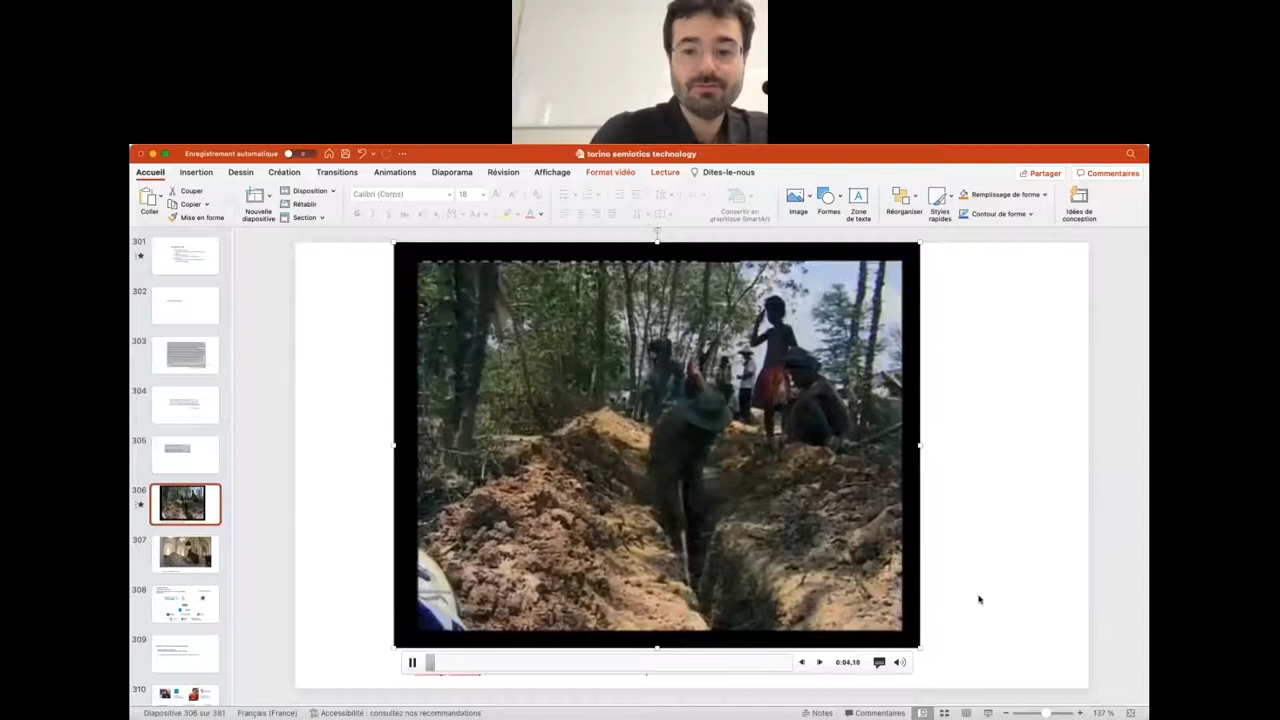 Enregistrement automatique
torino semiotics technology
Accueil Insertion Dessin Création Transitions Animations Diaporama Révision Affichage Format vidéo Lecture Dites-le-nous Partager Commentaires
Coller
Couper
Copier
Mise en forme
Nouvelle
diapositive
Disposition
Rétablir
Section
Calibri (Corps) 18
Convertir en
graphique SmartArt
Image
Formes
Zone
de texte
Réorganiser
Styles
rapides
Remplissage de forme
Contour de forme
Idées de
conception
301
302
303
304
305
306
307
308
309
310
0:04,10
Diapositive 306 sur 381 Français (France) Accessibilité : consultez nos recommandations Notes Commentaires 137 %